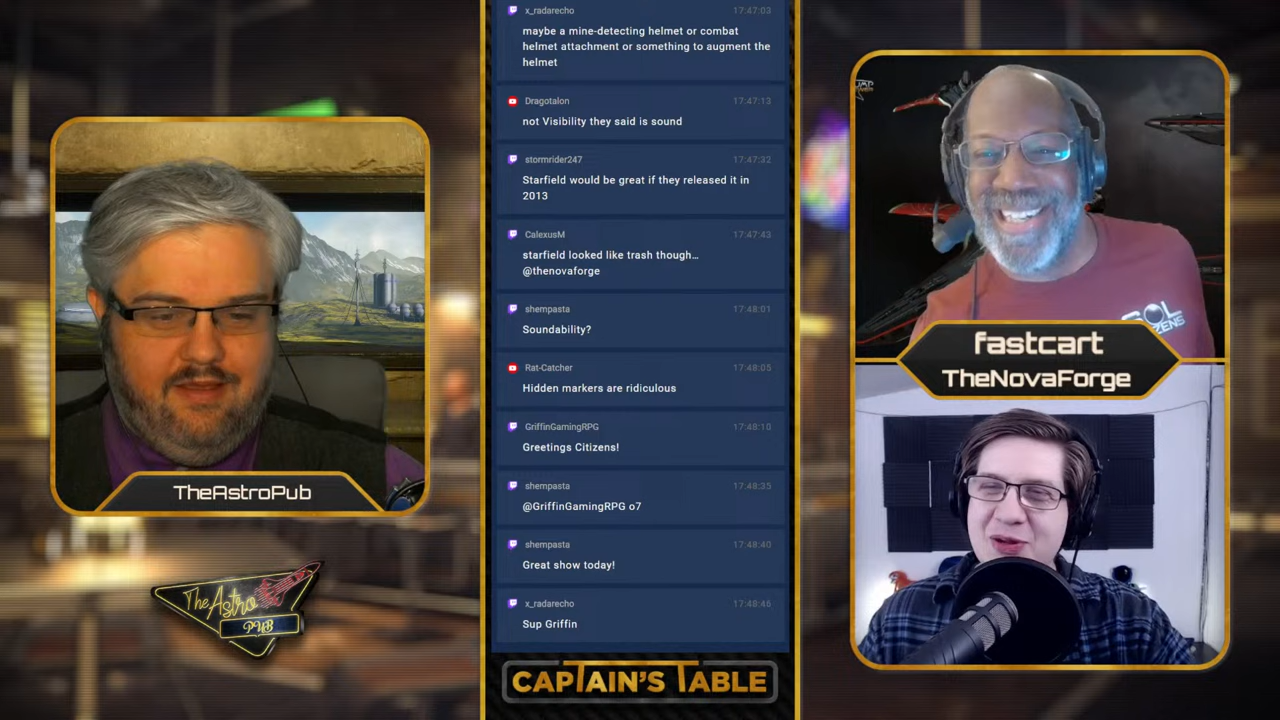 x_radarecho 17:47:03
maybe a mine-detecting helmet or combat
helmet attachment or something to augment the
helmet
Dragotalon 17:47:13
not Visibility they said is sound
stormrider247 17:47:32
Starfield would be great if they released it in
2013
CalexusM 17:47:43
starfield looked like trash though…
@thenovaforge
shempasta 17:48:01
Soundability?
Rat-Catcher 17:48:05
Hidden markers are ridiculous
GriffinGamingRPG 17:48:10
Greetings Citizens!
shempasta 17:48:35
@GriffinGamingRPG o7
shempasta 17:48:40
Great show today!
x_radarecho 17:48:46
Sup Griffin
CAPTAIN'S TABLE
TheAstroPub
The Astro
PUB
fastcart
TheNovaForge
SOL